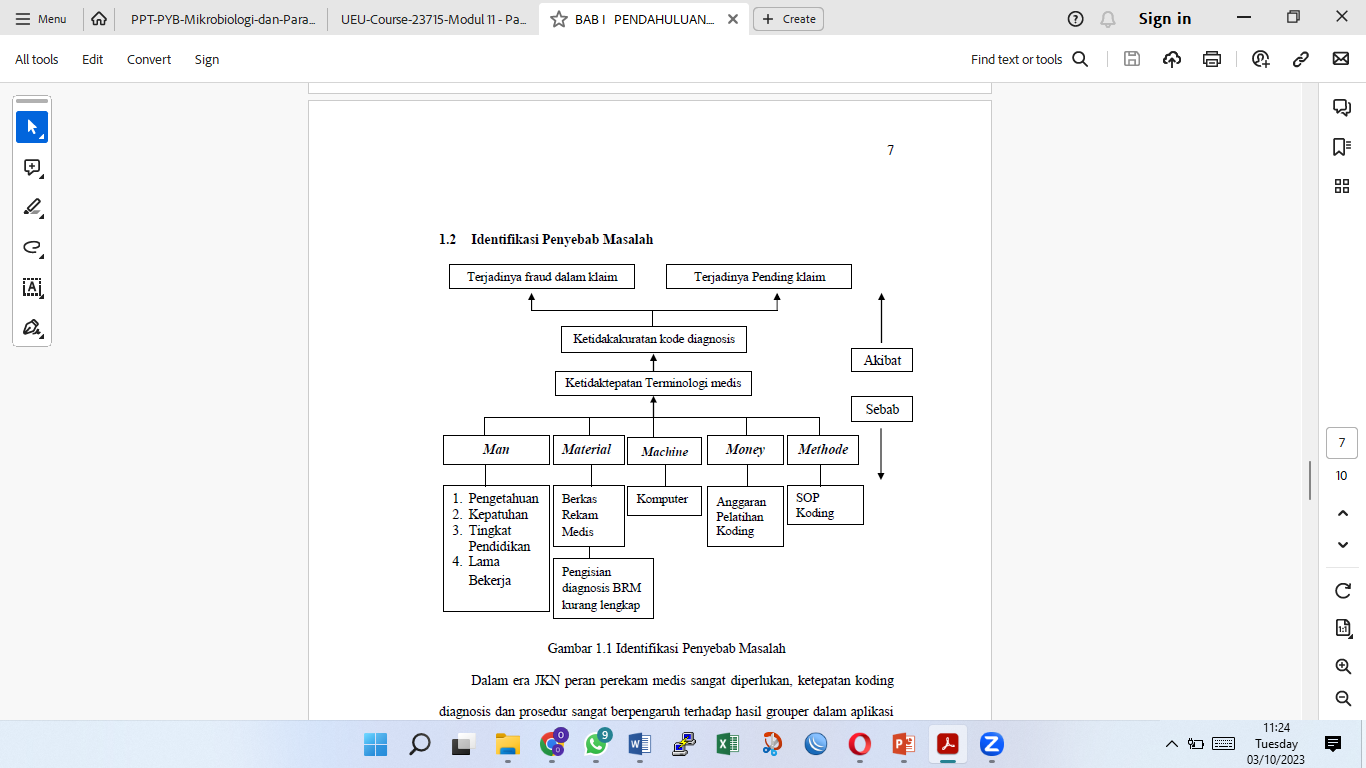 Menu
PPT-PYB-Mikrobiologi-dan-Para...
UEU-Course-23715-Modul 11 - Pa...
BAB I PENDAHULUAN....
Create
Sign in
All tools
Edit
Convert
Sign
Find text or tools
7
1.2 Identifikasi Penyebab Masalah
Terjadinya fraud dalam klaim
Terjadinya Pending klaim
Ketidakakuratan kode diagnosis
Akibat
Ketidaktepatan Terminologi medis
Sebab
Man
Material
Machine
Money
Methode
1. Pengetahuan
2. Kepatuhan
3. Tingkat
Pendidikan
4. Lama
Bekerja
Berkas
Rekam
Medis
Pengisian
diagnosis BRM
kurang lengkap
Komputer
Anggaran
Pelatihan
Koding
SOP
Koding
Gambar 1.1 Identifikasi Penyebab Masalah
Dalam era JKN peran perekam medis sangat diperlukan, ketepatan koding
diagnosis dan prosedur sangat berpengaruh terhadap hasil grouper dalam aplikasi
7
10
1:1
0
0
9
11:24
Tuesday
03/10/2023